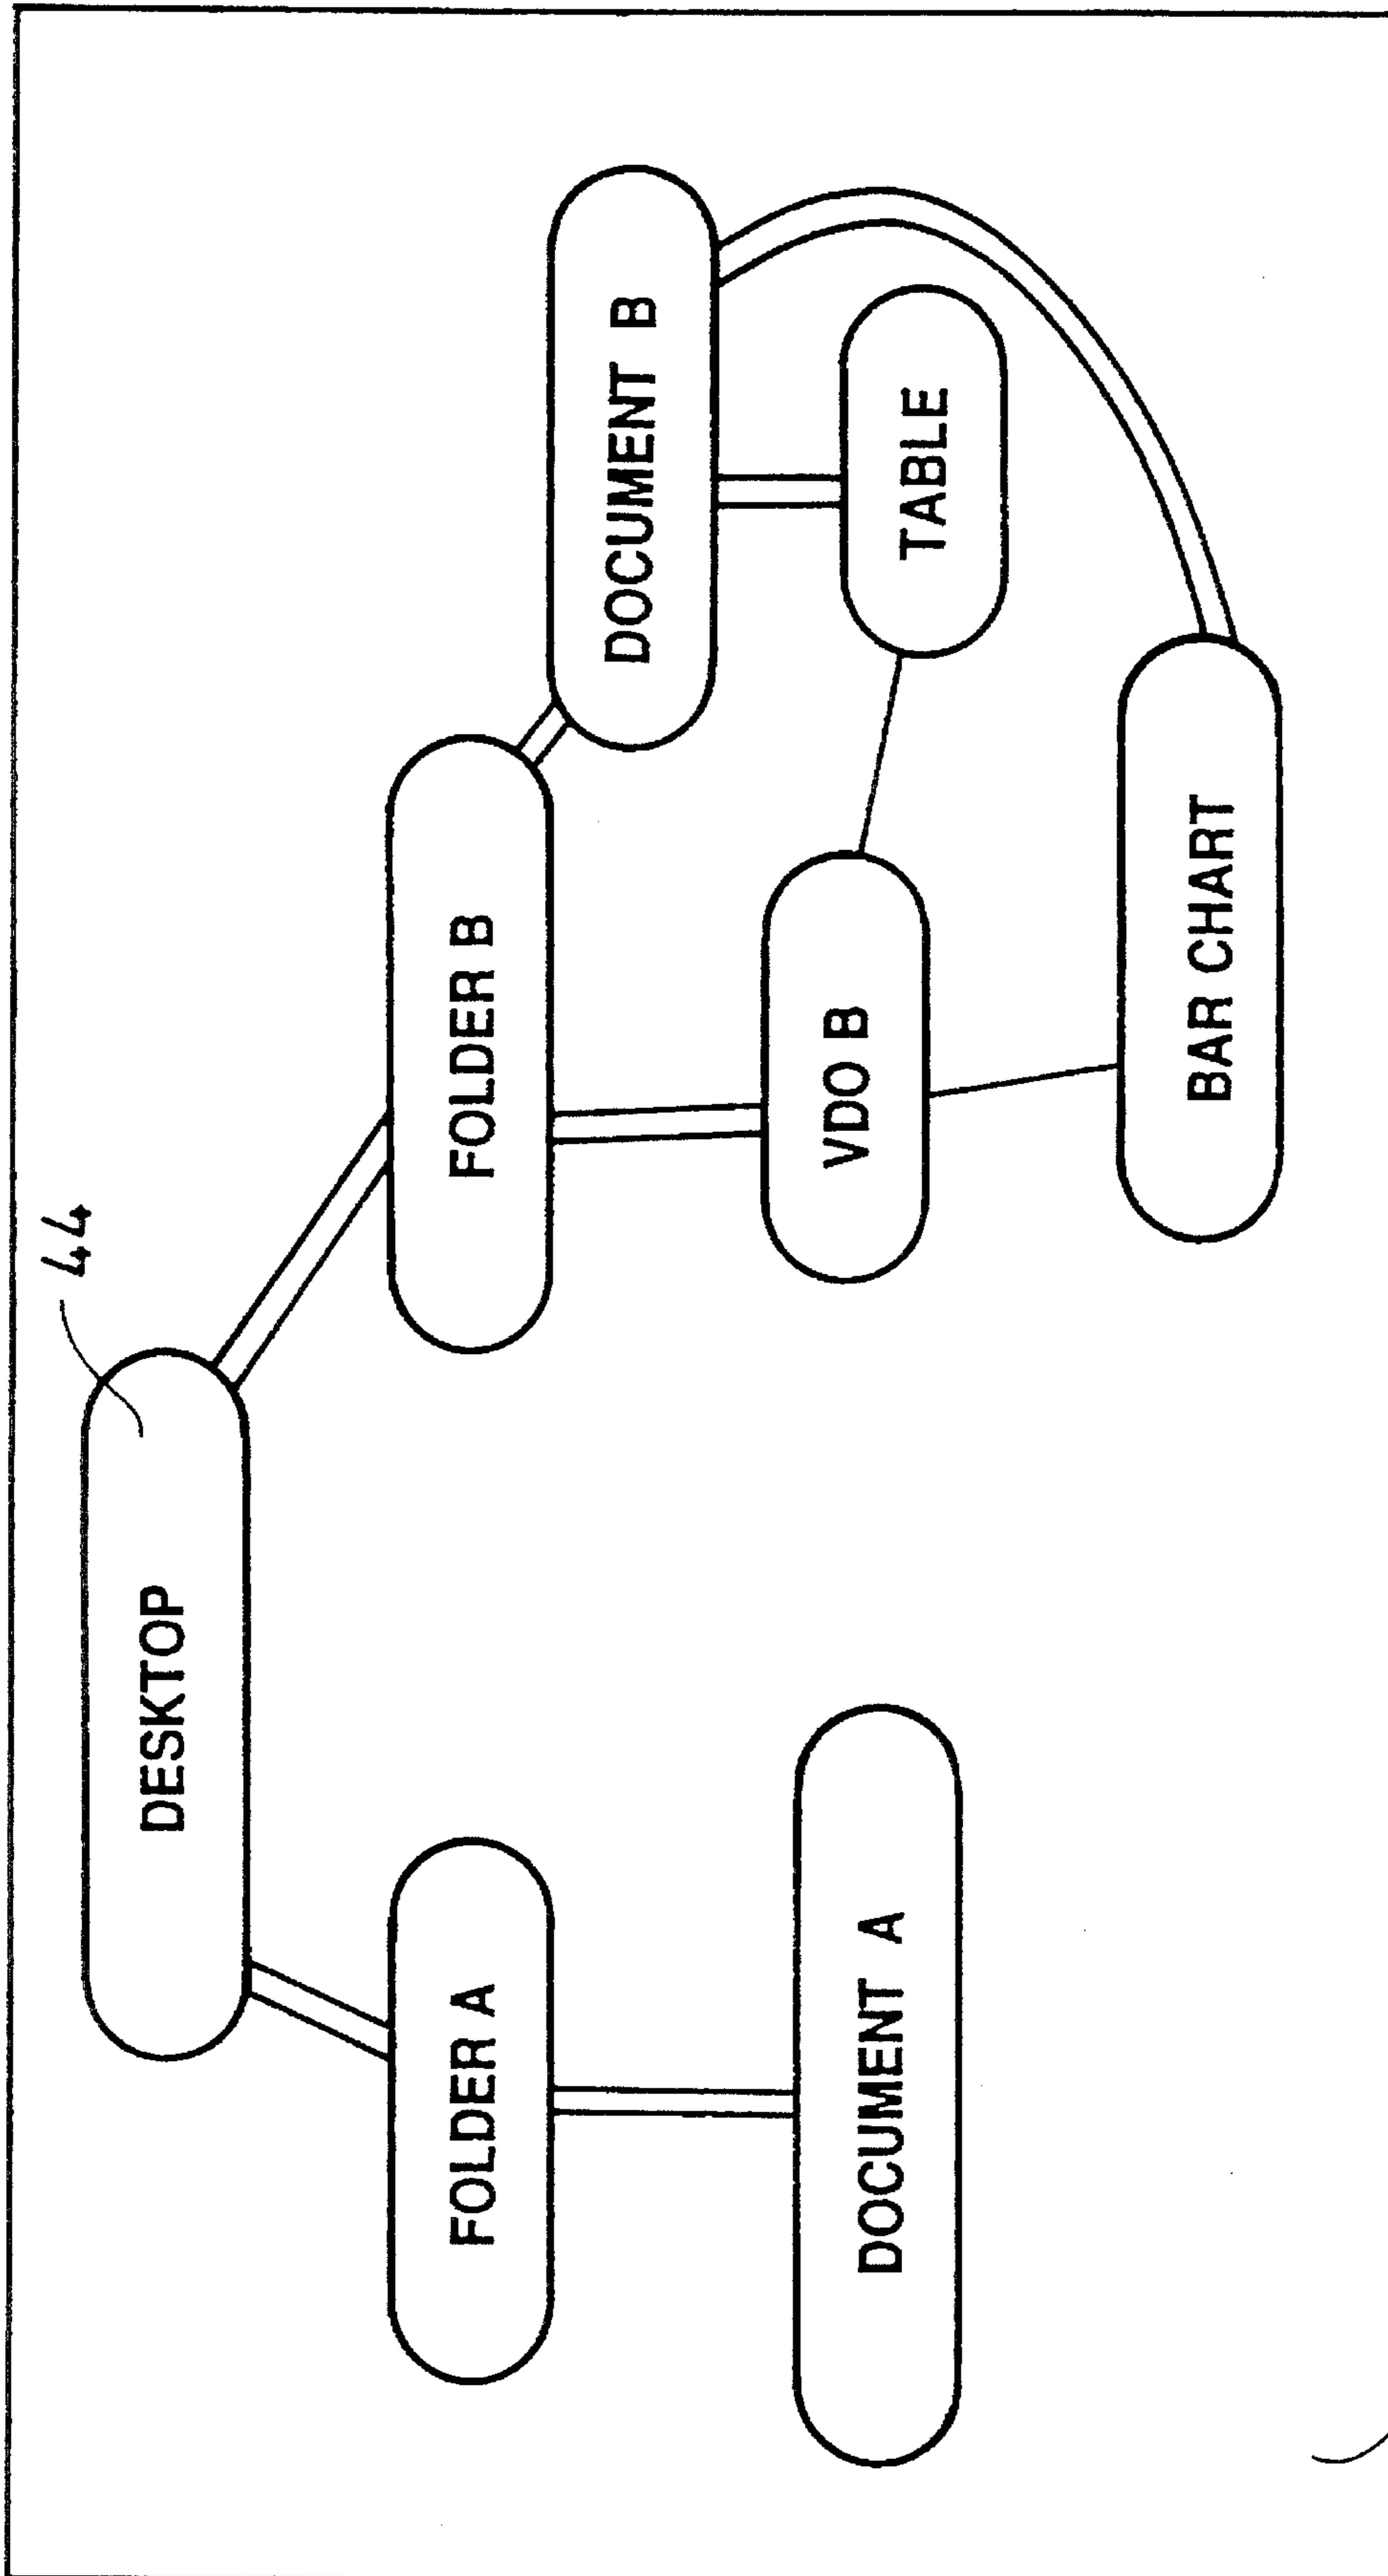 44
DESKTOP
FOLDER A
FOLDER B
DOCUMENT B
DOCUMENT A
VDO B
TABLE
BAR CHART